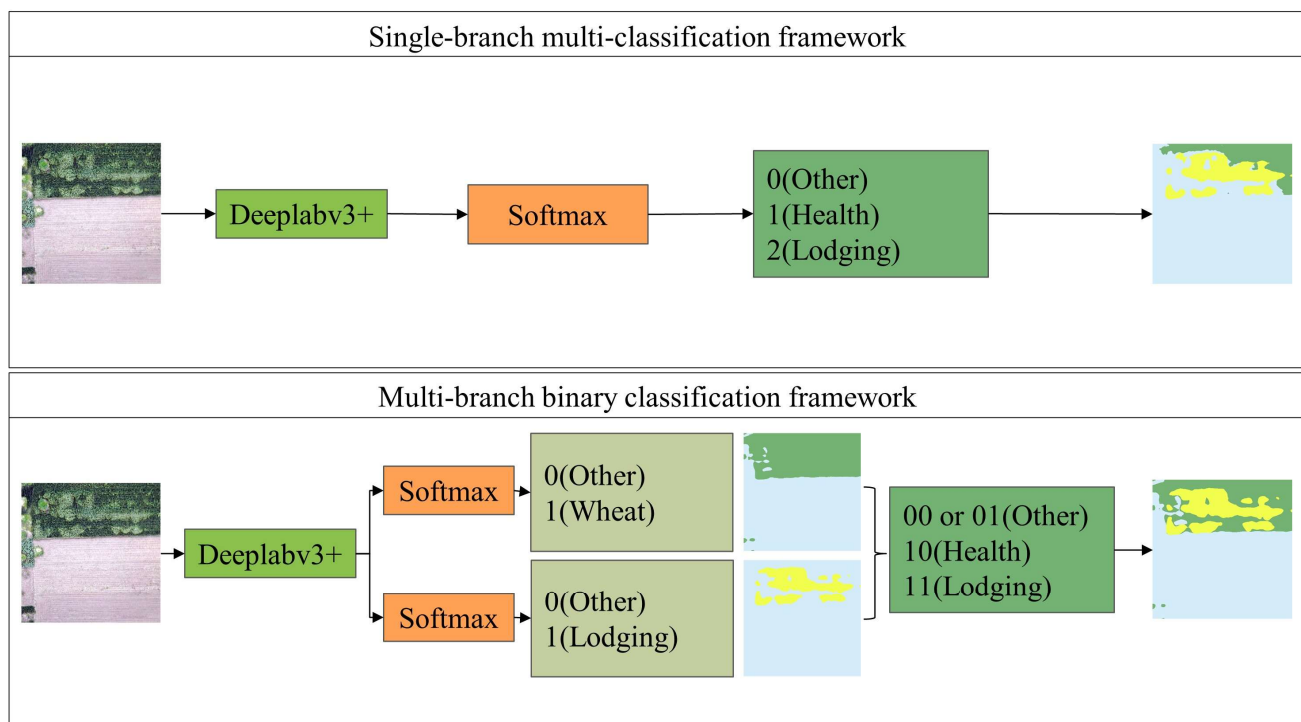 Single-branch multi-classification framework
Deeplabv3+
Softmax
0(Other)
1(Health)
2(Lodging)
Multi-branch binary classification framework
Deeplabv3+
Softmax
0(Other)
1(Wheat)
Softmax
0(Other)
1(Lodging)
00 or 01(Other)
10(Health)
11(Lodging)